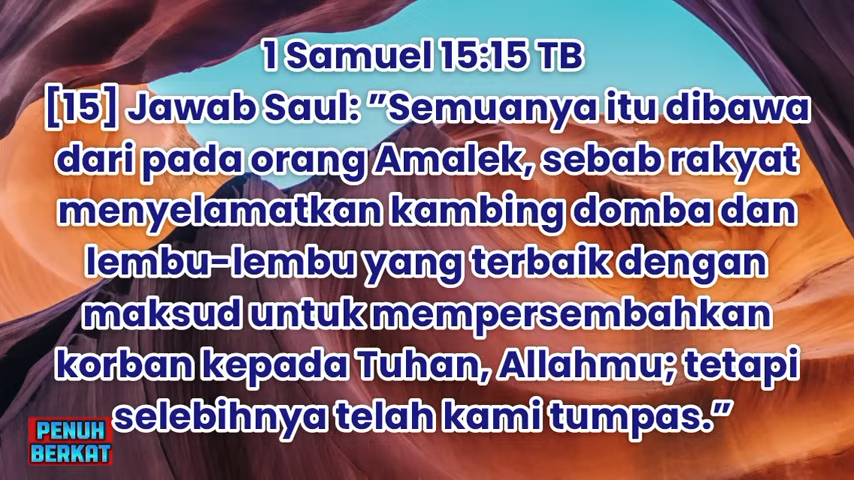 1 Samuel 15:15 TB
[15] Jawab Saul: ”Semuanya itu dibawa
dari pada orang Amalek, sebab rakyat
menyelamatkan kambing domba dan
lembu-lembu yang terbaik dengan
maksud untuk mempersembahkan
korban kepada Tuhan, Allahmu; tetapi
selebihnya telah kami tumpas.”
PENUH
BERKAT